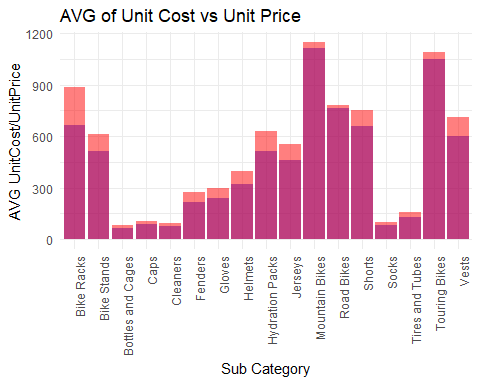 AVG of Unit Cost vs Unit Price
AVG UnitCost/UnitPrice
1200
900
600
300
0
Bike Racks
Bike Stands
Bottles and Cages
Caps
Cleaners
Fenders
Gloves
Helmets
Hydration Packs
Jerseys
Mountain Bikes
Road Bikes
Shorts
Socks
Tires and Tubes
Touring Bikes
Vests
Sub Category